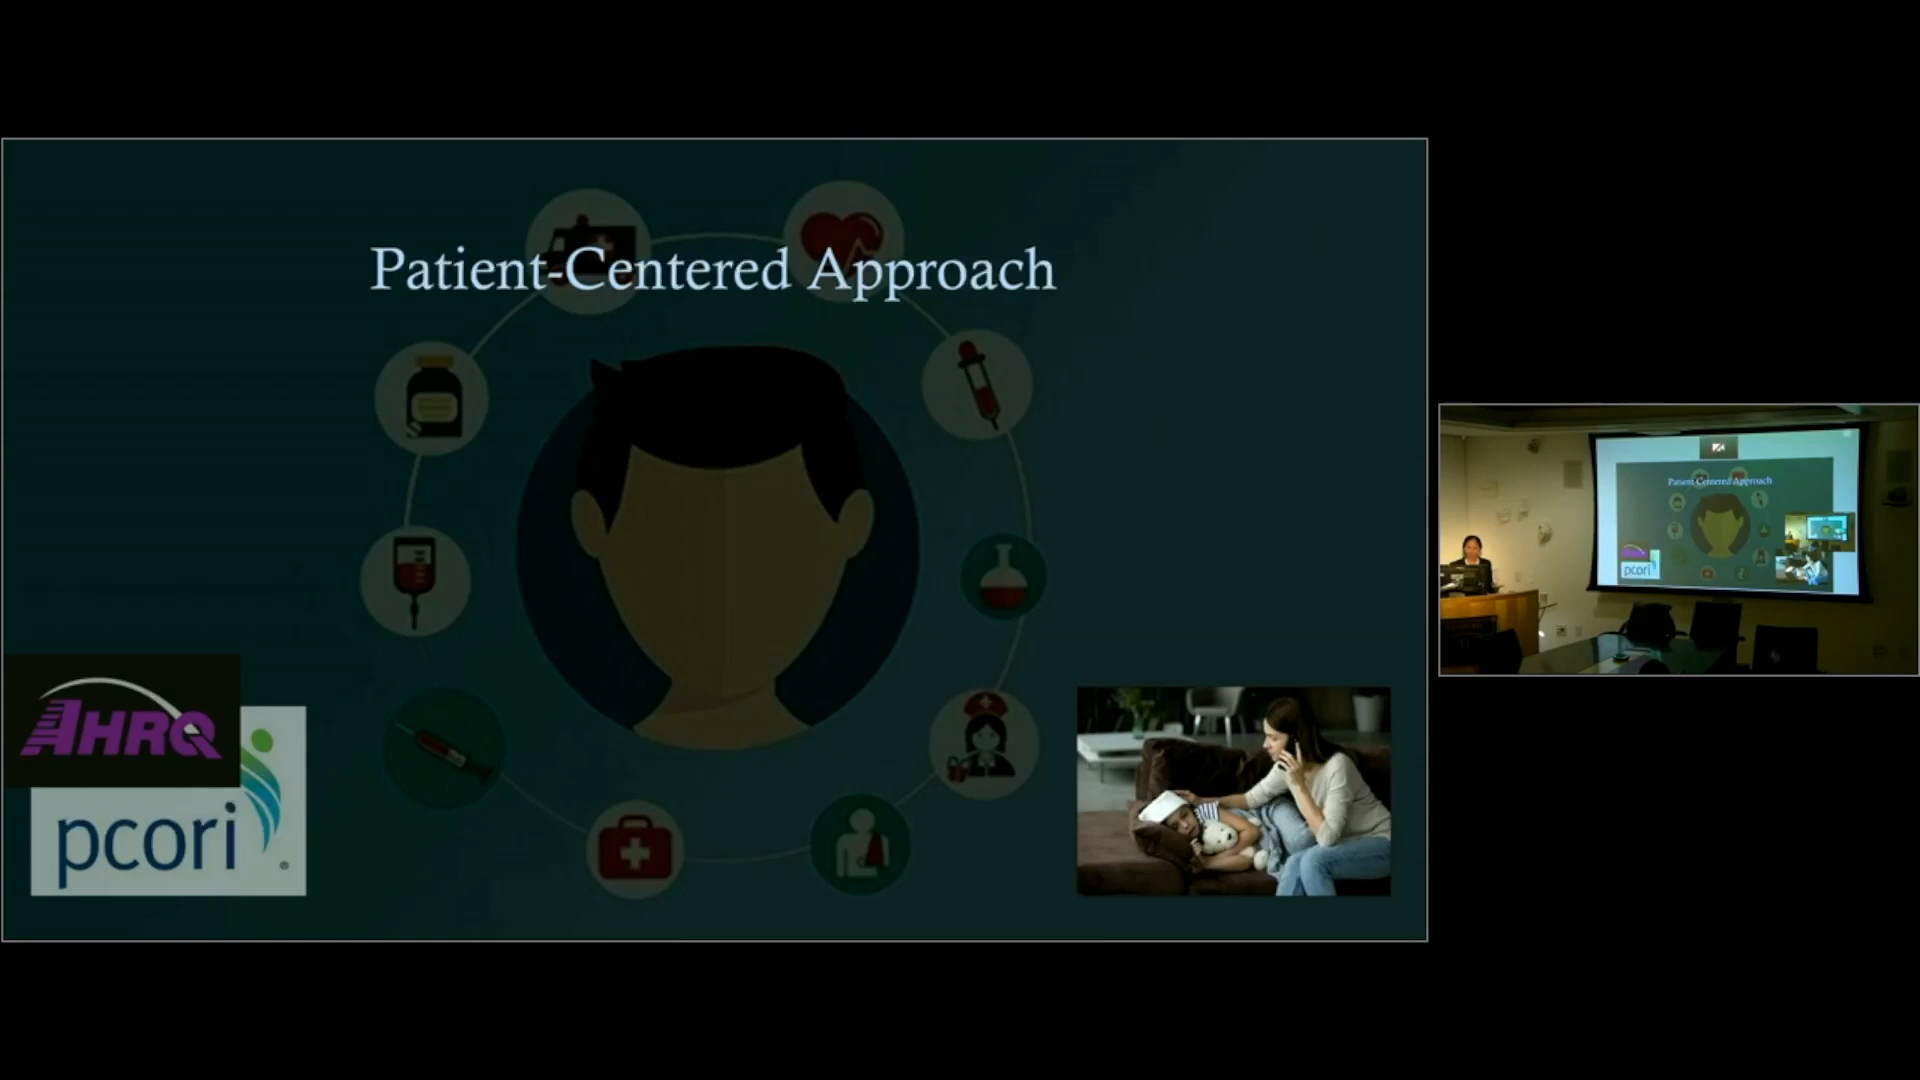 Patient-Centered Approach
AHRQ
pcori
Patient-Centered Approach
pcori